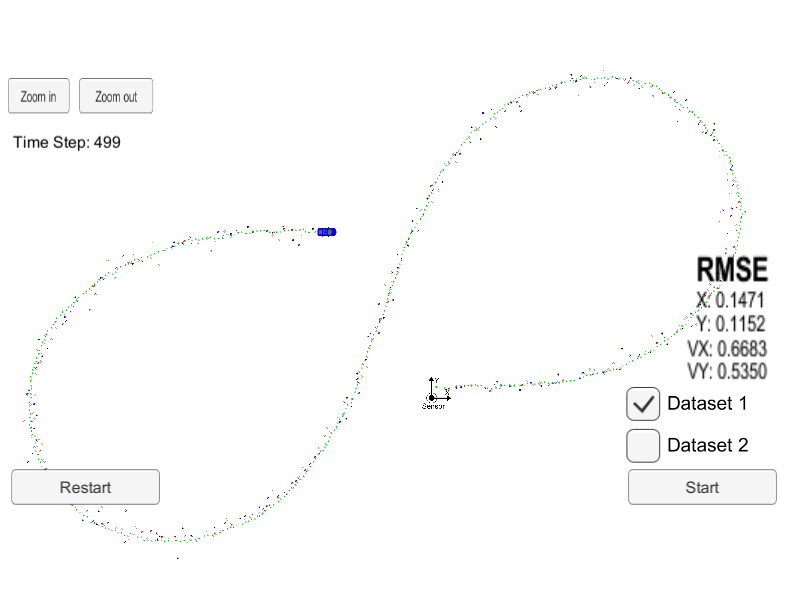 Zoom in
Zoom out
Time Step: 499
RMSE
X: 0.1471
Y: 0.1152
VX: 0.6683
VY: 0.5350
Y
X
Sensor
Dataset 1
Dataset 2
Restart
Start